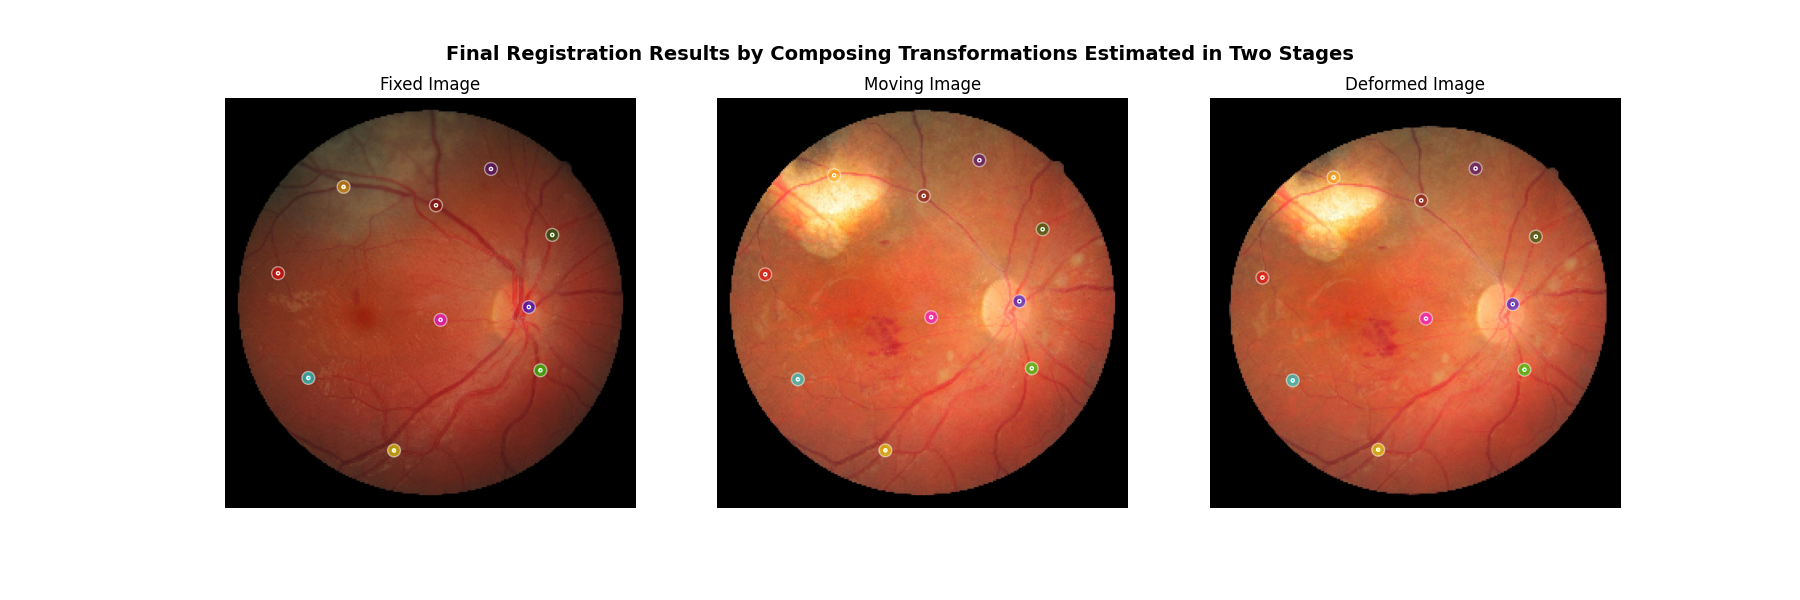 Final Registration Results by Composing Transformations Estimated in Two Stages
Fixed Image
Moving Image
Deformed Image